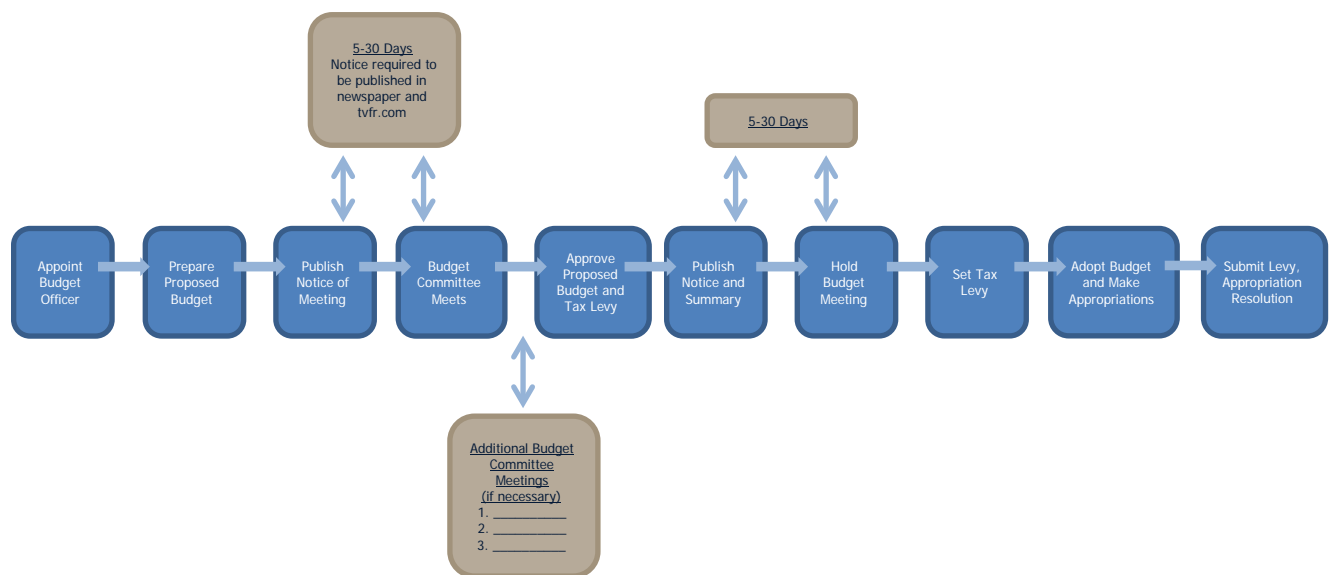 5-30 Days
Notice required to
be published in
newspaper and
tvfr.com
5-30 Days
Appoint
Budget
Officer
Prepare
Proposed
Budget
Publish
Notice of
Meeting
Budget
Committee
Meets
Approve
Proposed
Budget and
Tax Levy
Publish
Notice and
Summary
Hold
Budget
Meeting
Set Tax
Levy
Adopt Budget
and Make
Appropriations
Submit Levy,
Appropriation
Resolution
Additional Budget
Committee
Meetings
(if necessary)
1. __________
2. __________
3. __________